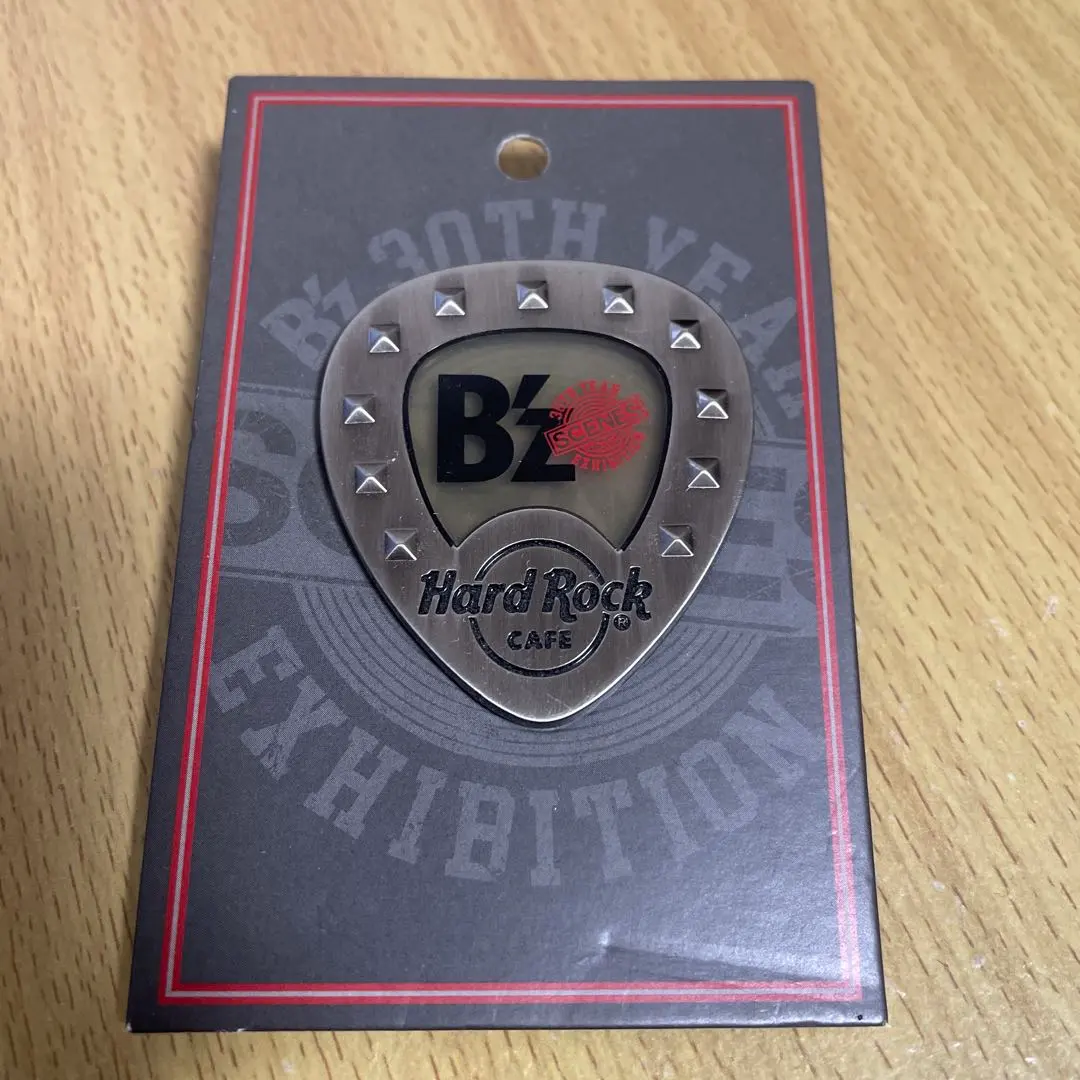 B'z 30TH YEAR
EXHIBITION
B'z
30TH YEAR
SCENES
EXHIBITION
Hard Rock
CAFE
®